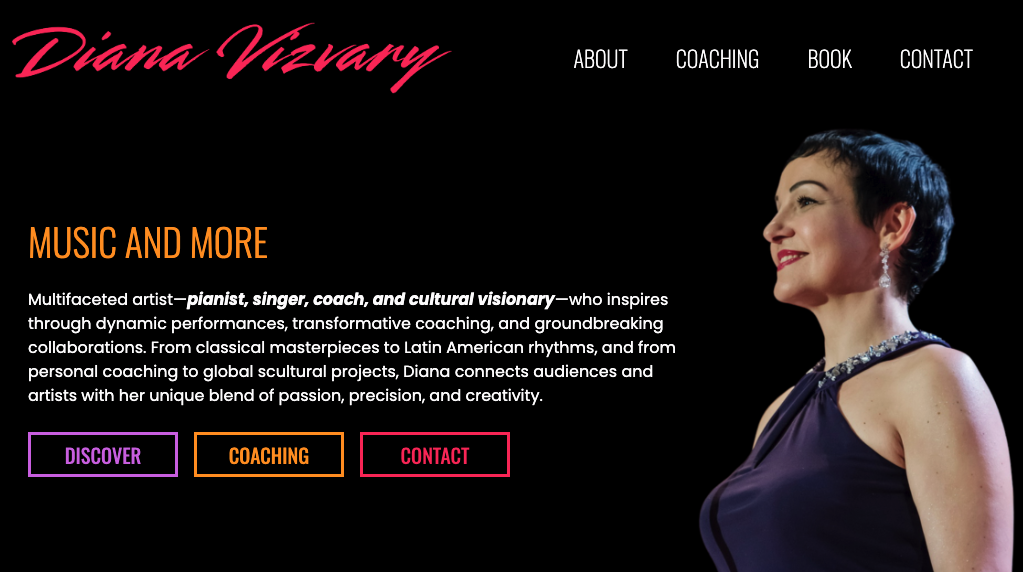 Diana Vizvary
ABOUT COACHING BOOK CONTACT
MUSIC AND MORE
Multifaceted artist—pianist, singer, coach, and cultural visionary—who inspires
through dynamic performances, transformative coaching, and groundbreaking
collaborations. From classical masterpieces to Latin American rhythms, and from
personal coaching to global scultural projects, Diana connects audiences and
artists with her unique blend of passion, precision, and creativity.
DISCOVER COACHING CONTACT